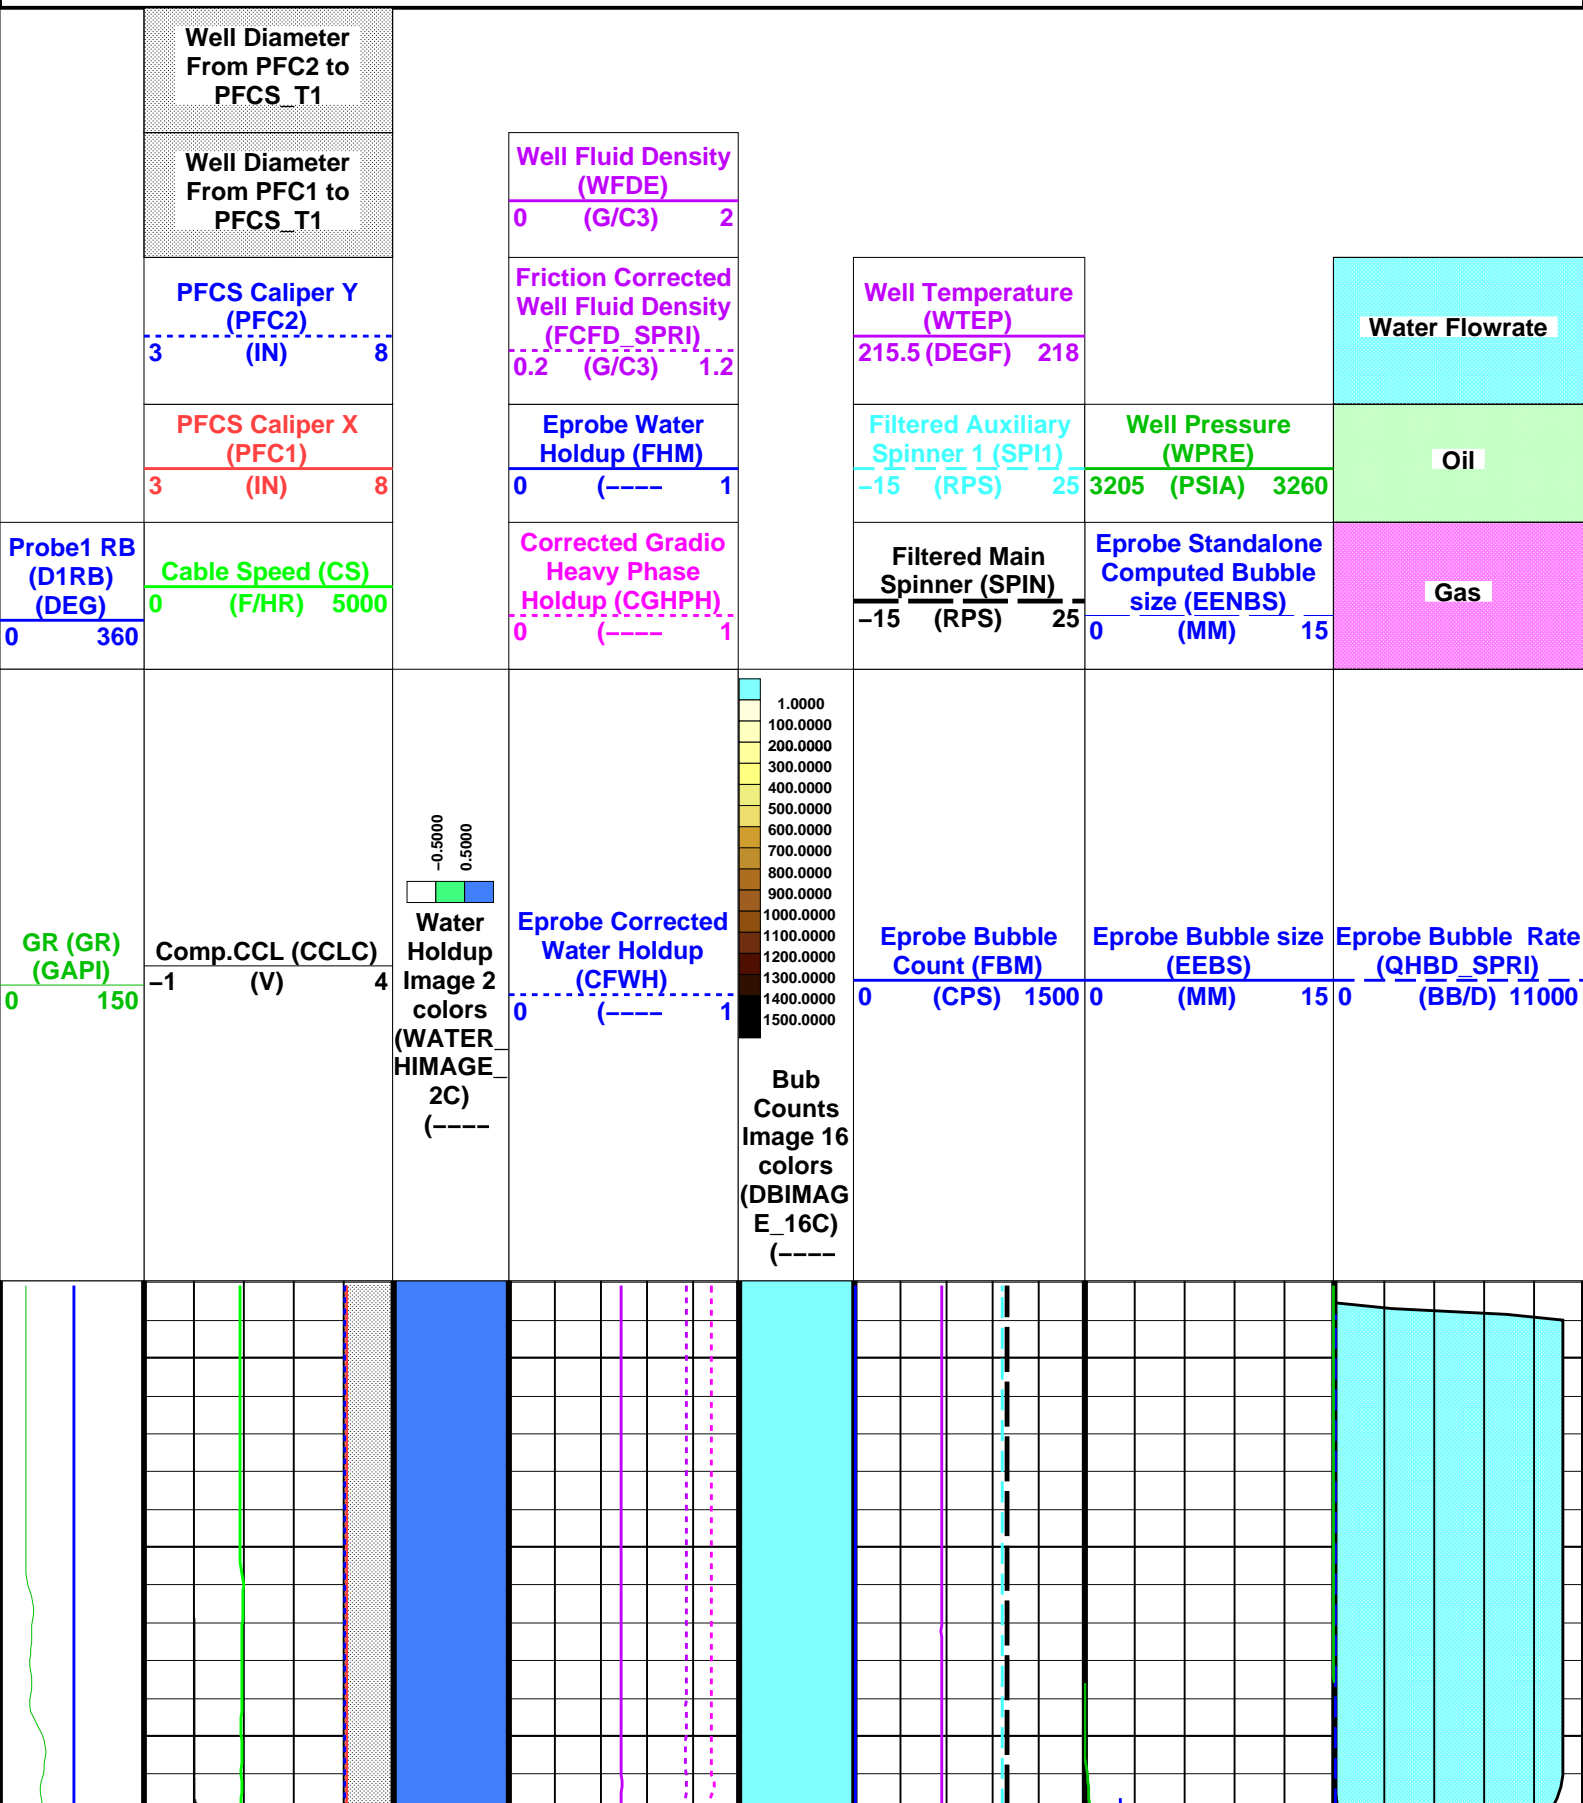 Well Diameter
From PFC2 to
PFCS_T1
Well Diameter
From PFC1 to
PFCS_T1
Well Fluid Density
(WFDE)
0 (G/C3) 2
PFCS Caliper Y
(PFC2)
3 (IN) 8
Friction Corrected
Well Fluid Density
(FCFD_SPRI)
0.2 (G/C3) 1.2
Well Temperature
(WTEP)
215.5 (DEGF) 218
Water Flowrate
PFCS Caliper X
(PFC1)
3 (IN) 8
Eprobe Water
Holdup (FHM)
0 (---- 1
Filtered Auxiliary
Spinner 1 (SPI1)
-15 (RPS) 25
Well Pressure
(WPRE)
3205 (PSIA) 3260
Oil
Probe1 RB
(D1RB)
(DEG)
0 360
Cable Speed (CS)
0 (F/HR) 5000
Corrected Gradio
Heavy Phase
Holdup (CGHPH)
0 (---- 1
Filtered Main
Spinner (SPIN)
-15 (RPS) 25
Eprobe Standalone
Computed Bubble
size (EENBS)
0 (MM) 15
Gas
GR (GR)
(GAPI)
0 150
Comp.CCL (CCLC)
-1 (V) 4
-0.5000
0.5000
Water
Holdup
Image 2
colors
(WATER_
HIMAGE_
2C)
(----
Eprobe Corrected
Water Holdup
(CFWH)
0 (---- 1
1.0000
100.0000
200.0000
300.0000
400.0000
500.0000
600.0000
700.0000
800.0000
900.0000
1000.0000
1100.0000
1200.0000
1300.0000
1400.0000
1500.0000
Bub
Counts
Image 16
colors
(DBIMAG
E_16C)
(----
Eprobe Bubble
Count (FBM)
0 (CPS) 1500
Eprobe Bubble size
(EEBS)
0 (MM) 15
Eprobe Bubble Rate
(QHBD_SPRI)
0 (BB/D) 11000